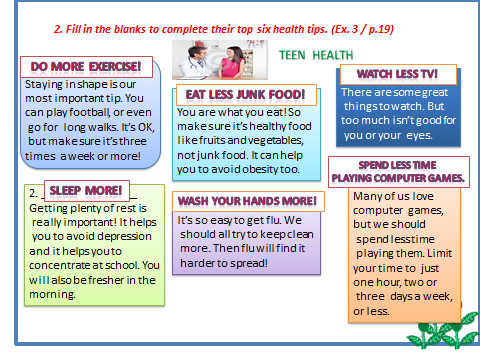 2. Fill in the blanks to complete their top six health tips. (Ex. 3 / p.19)
TEEN HEALTH
DO MORE EXERCISE!
Staying in shape is our
most important tip. You
can play football, or even
go for long walks. It's OK,
but make sure it's three
times a week or more!
EAT LESS JUNK FOOD!
You are what you eat! So
make sure it's healthy food
like fruits and vegetables,
not junk food. It can help
you to avoid obesity too.
WATCH LESS TV!
There are some great
things to watch. But
too much isn't good for
you or your eyes.
2. SLEEP MORE!
Getting plenty of rest is
really important! It helps
you to avoid depression
and it helps you to
concentrate at school. You
will also be fresher in the
morning.
WASH YOUR HANDS MORE!
It's so easy to get flu. We
should all try to keep clean
more. Then flu will find it
harder to spread!
SPEND LESS TIME
PLAYING COMPUTER GAMES.
Many of us love
computer games,
but we should
spend lesstime
playing them. Limit
your time to just
one hour, two or
three days a week,
or less.